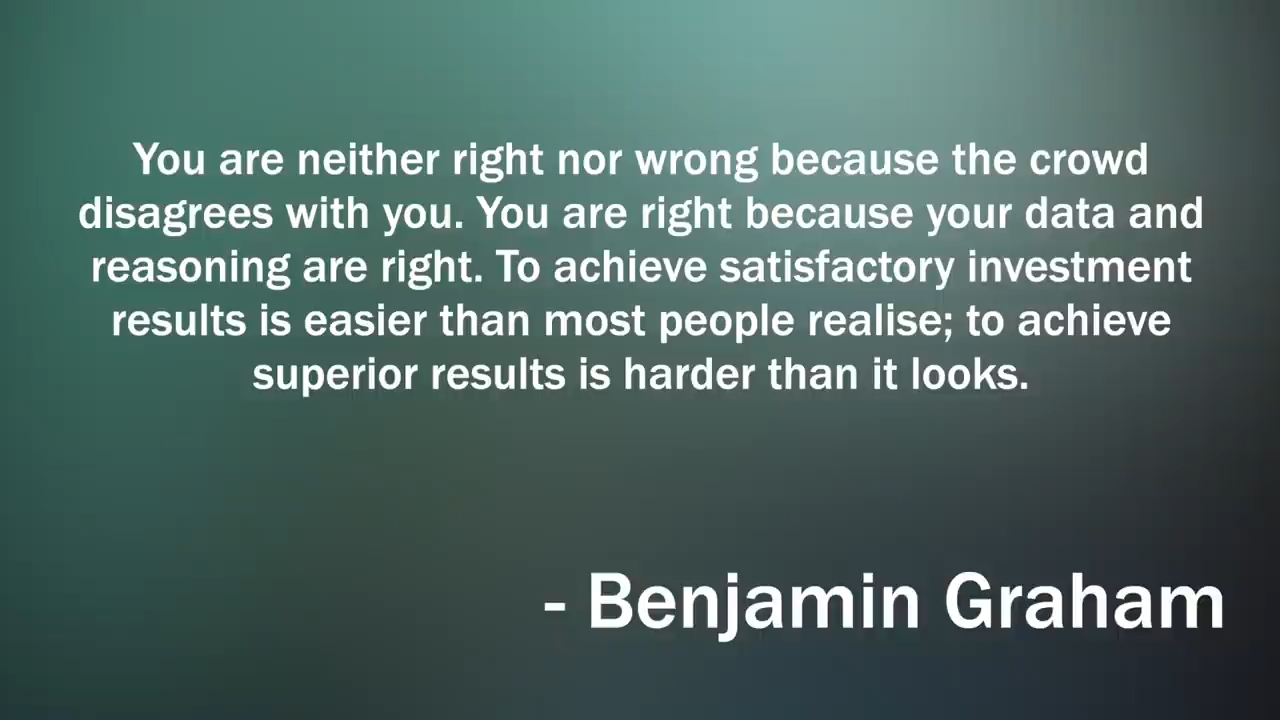 You are neither right nor wrong because the crowd
disagrees with you. You are right because your data and
reasoning are right. To achieve satisfactory investment
results is easier than most people realise; to achieve
superior results is harder than it looks.
- Benjamin Graham